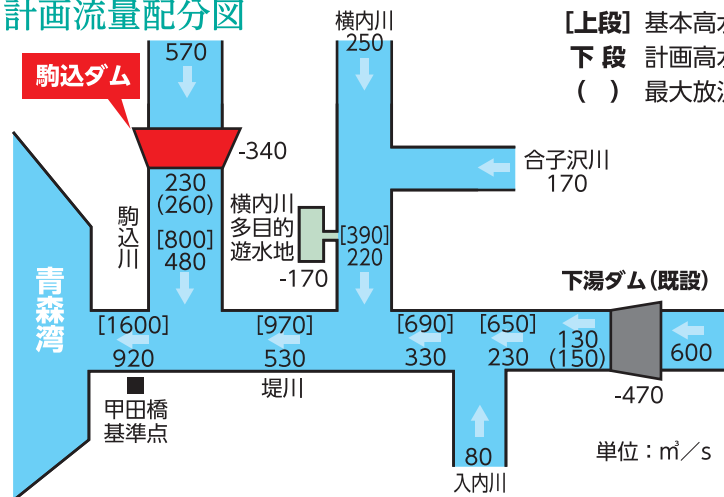 計画流量配分図
[上段] 基本高水
下 段 計画高水
( ) 最大放流
駒込ダム
570
-340
230
(260)
[800]
480
駒込川
横内川
250
合子沢川
170
横内川
多目的
遊水地
-170
[390]
220
下湯ダム(既設)
青森湾
[1600]
920
[970]
530
[690]
330
[650]
230
130
(150)
600
-470
堤川
甲田橋
基準点
80
入内川
単位：㎥／s